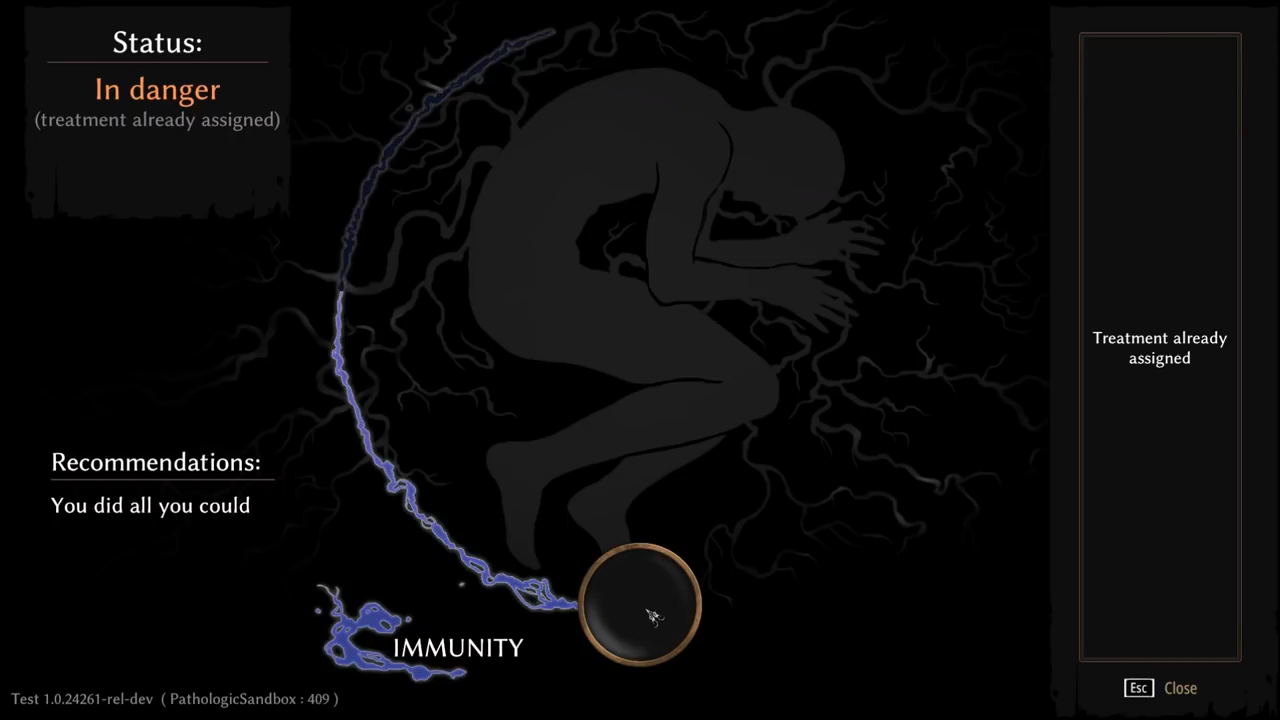 Status:
In danger
(treatment already assigned)
Recommendations:
You did all you could
IMMUNITY
Treatment already
assigned
Esc Close
Test 1.0.24261-rel-dev ( PathologicSandbox : 409 )